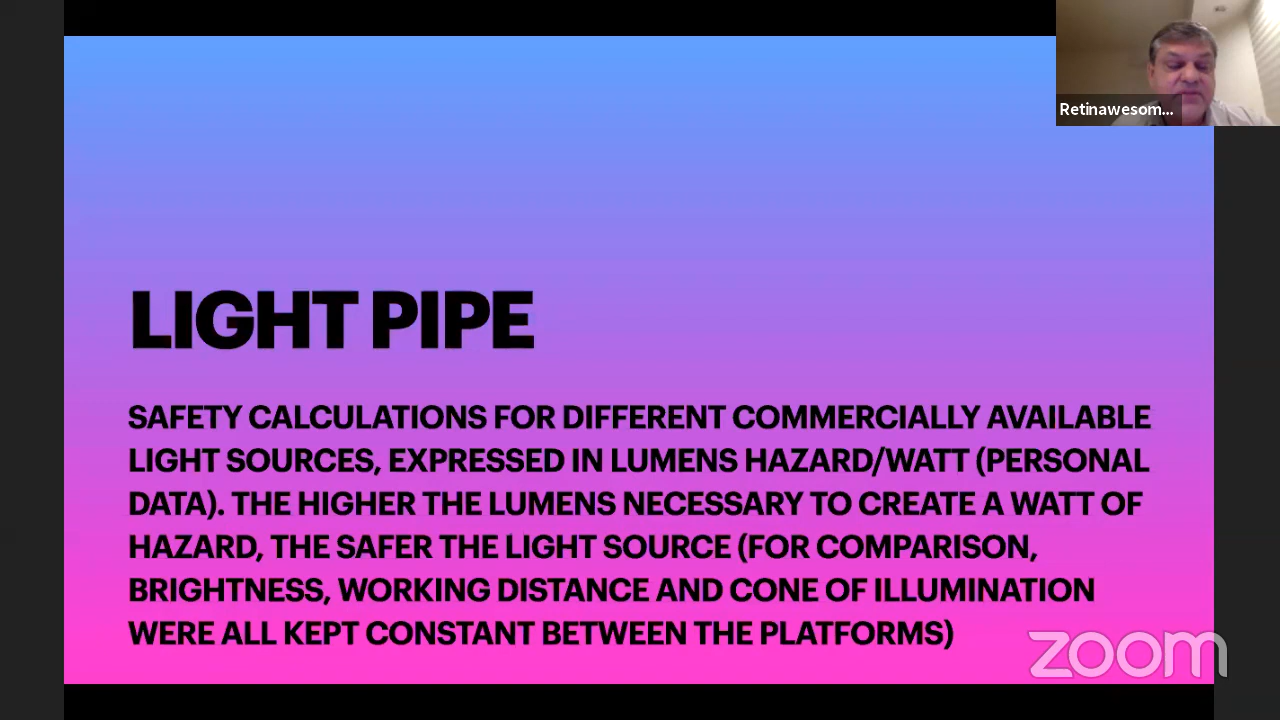 Retinawesom...
LIGHT PIPE
SAFETY CALCULATIONS FOR DIFFERENT COMMERCIALLY AVAILABLE
LIGHT SOURCES, EXPRESSED IN LUMENS HAZARD/WATT (PERSONAL
DATA). THE HIGHER THE LUMENS NECESSARY TO CREATE A WATT OF
HAZARD, THE SAFER THE LIGHT SOURCE (FOR COMPARISON,
BRIGHTNESS, WORKING DISTANCE AND CONE OF ILLUMINATION
WERE ALL KEPT CONSTANT BETWEEN THE PLATFORMS)
zoom